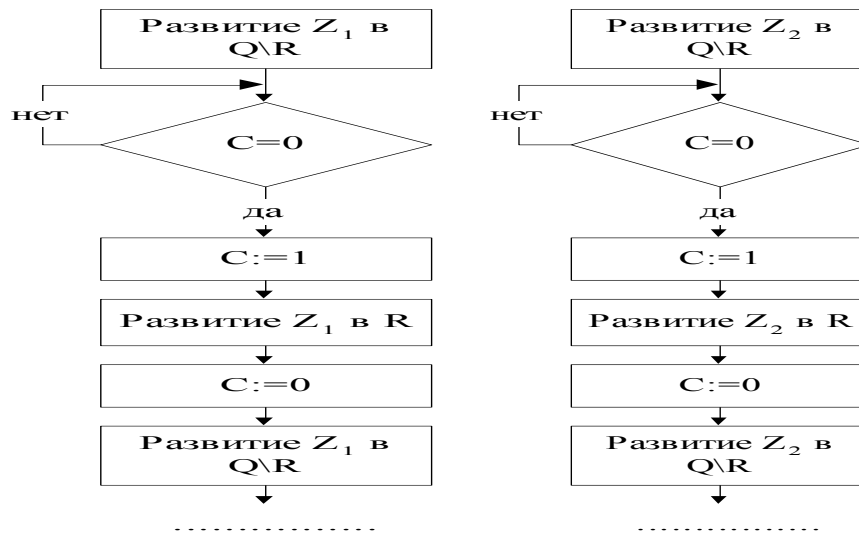 Развитие Z₁ в
Q\R
нет
C=0
да
C:=1
Развитие Z₁ в R
C:=0
Развитие Z₁ в
Q\R
................
Развитие Z₂ в
Q\R
нет
C=0
да
C:=1
Развитие Z₂ в R
C:=0
Развитие Z₂ в
Q\R
................